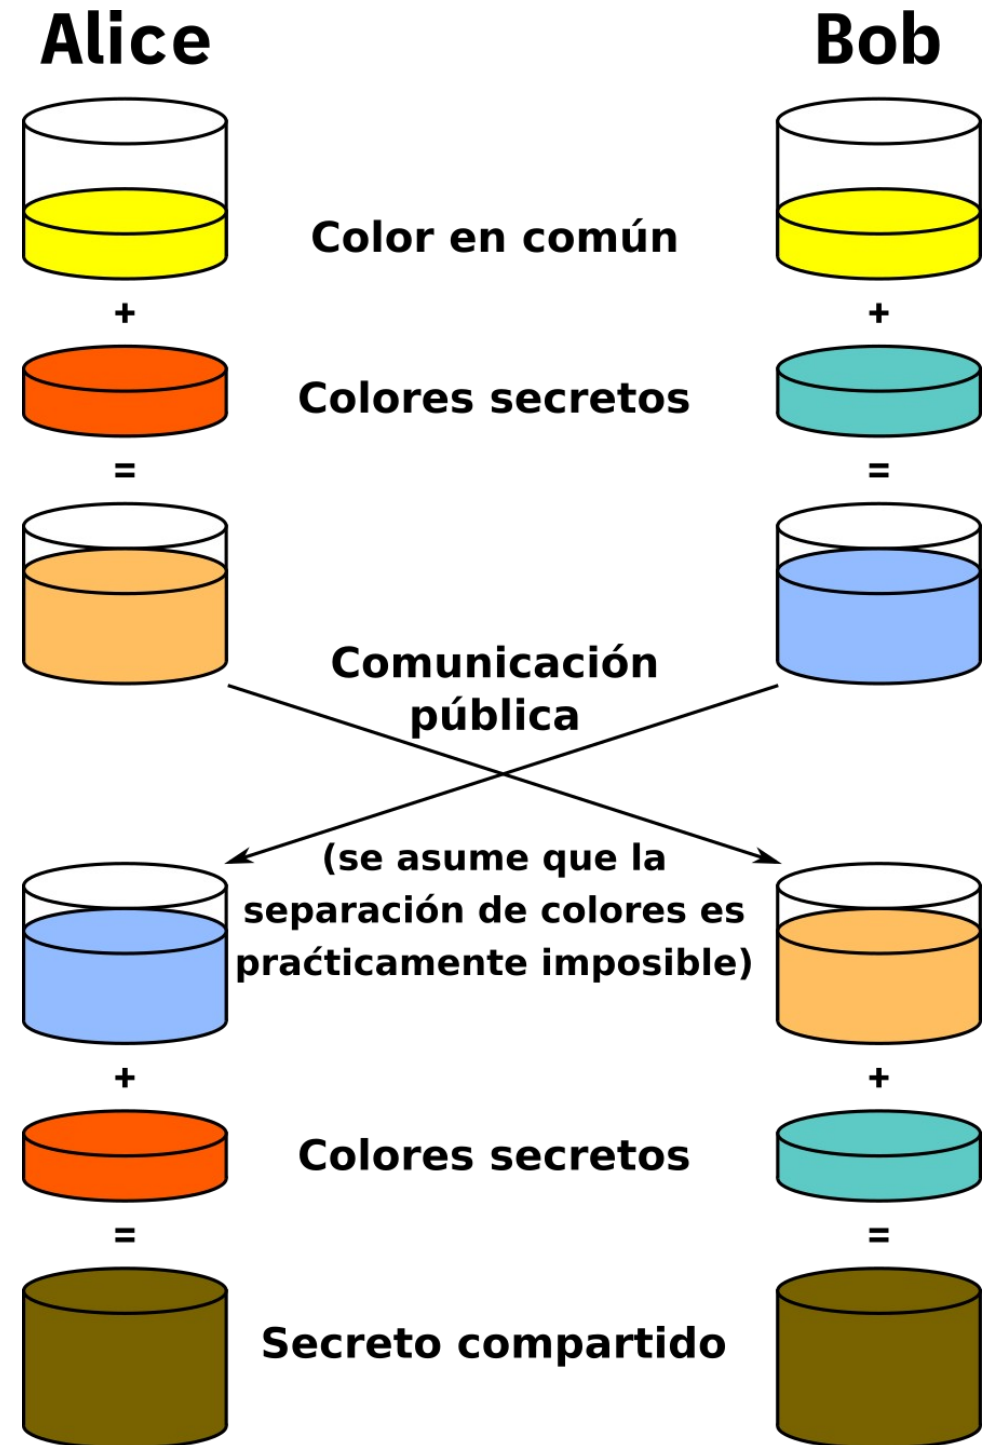 Alice
Bob
Color en común
+
+
Colores secretos
=
=
Comunicación
pública
(se asume que la
separación de colores es
praćticamente imposible)
+
+
Colores secretos
=
=
Secreto compartido